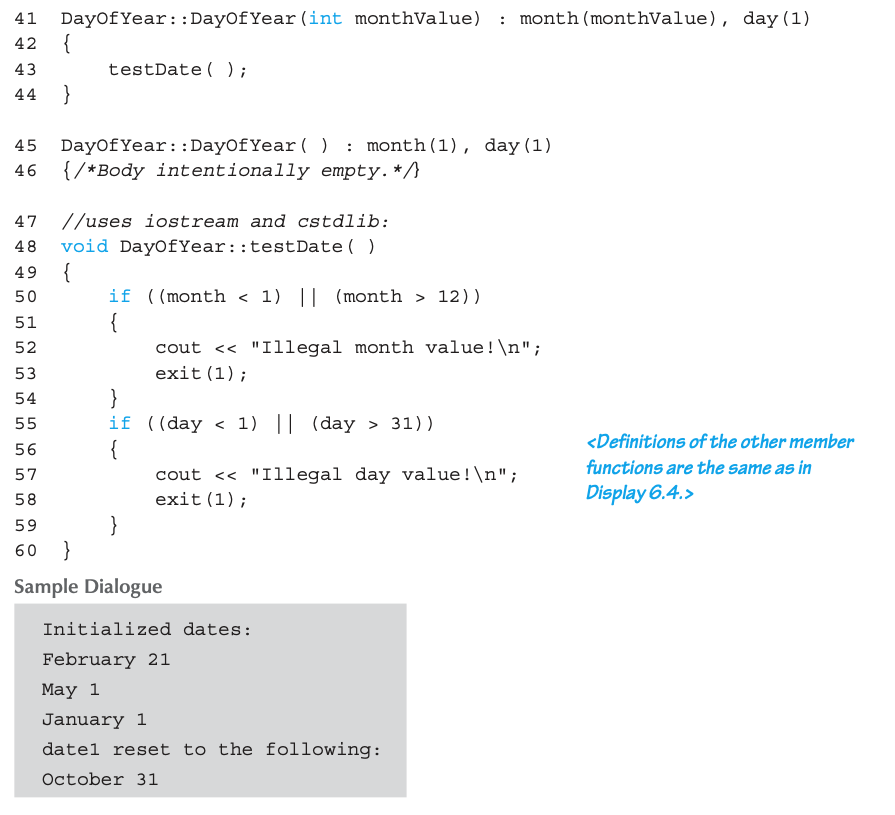 41 DayOfYear::DayOfYear(int monthValue) : month(monthValue), day(1)
42 {
43     testDate( );
44 }
45 DayOfYear::DayOfYear( ) : month(1), day(1)
46 {/*Body intentionally empty.*/}
47 //uses iostream and cstdlib:
48 void DayOfYear::testDate( )
49 {
50     if ((month < 1) || (month > 12))
51     {
52         cout << "Illegal month value!\n";
53         exit(1);
54     }
55     if ((day < 1) || (day > 31))
56     {
57         cout << "Illegal day value!\n";
58         exit(1);
59     }
60 }
<Definitions of the other member
functions are the same as in
Display 6.4.>
Sample Dialogue
Initialized dates:
February 21
May 1
January 1
date1 reset to the following:
October 31